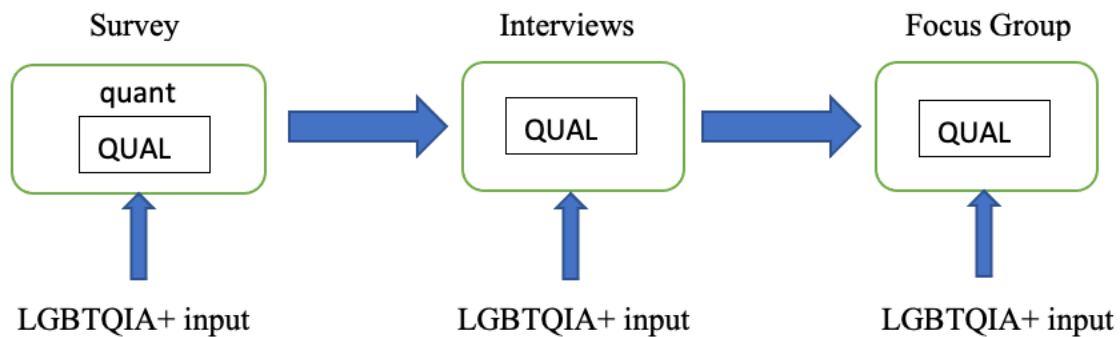 Survey
Interviews
Focus Group
quant
QUAL
QUAL
QUAL
LGBTQIA+ input
LGBTQIA+ input
LGBTQIA+ input